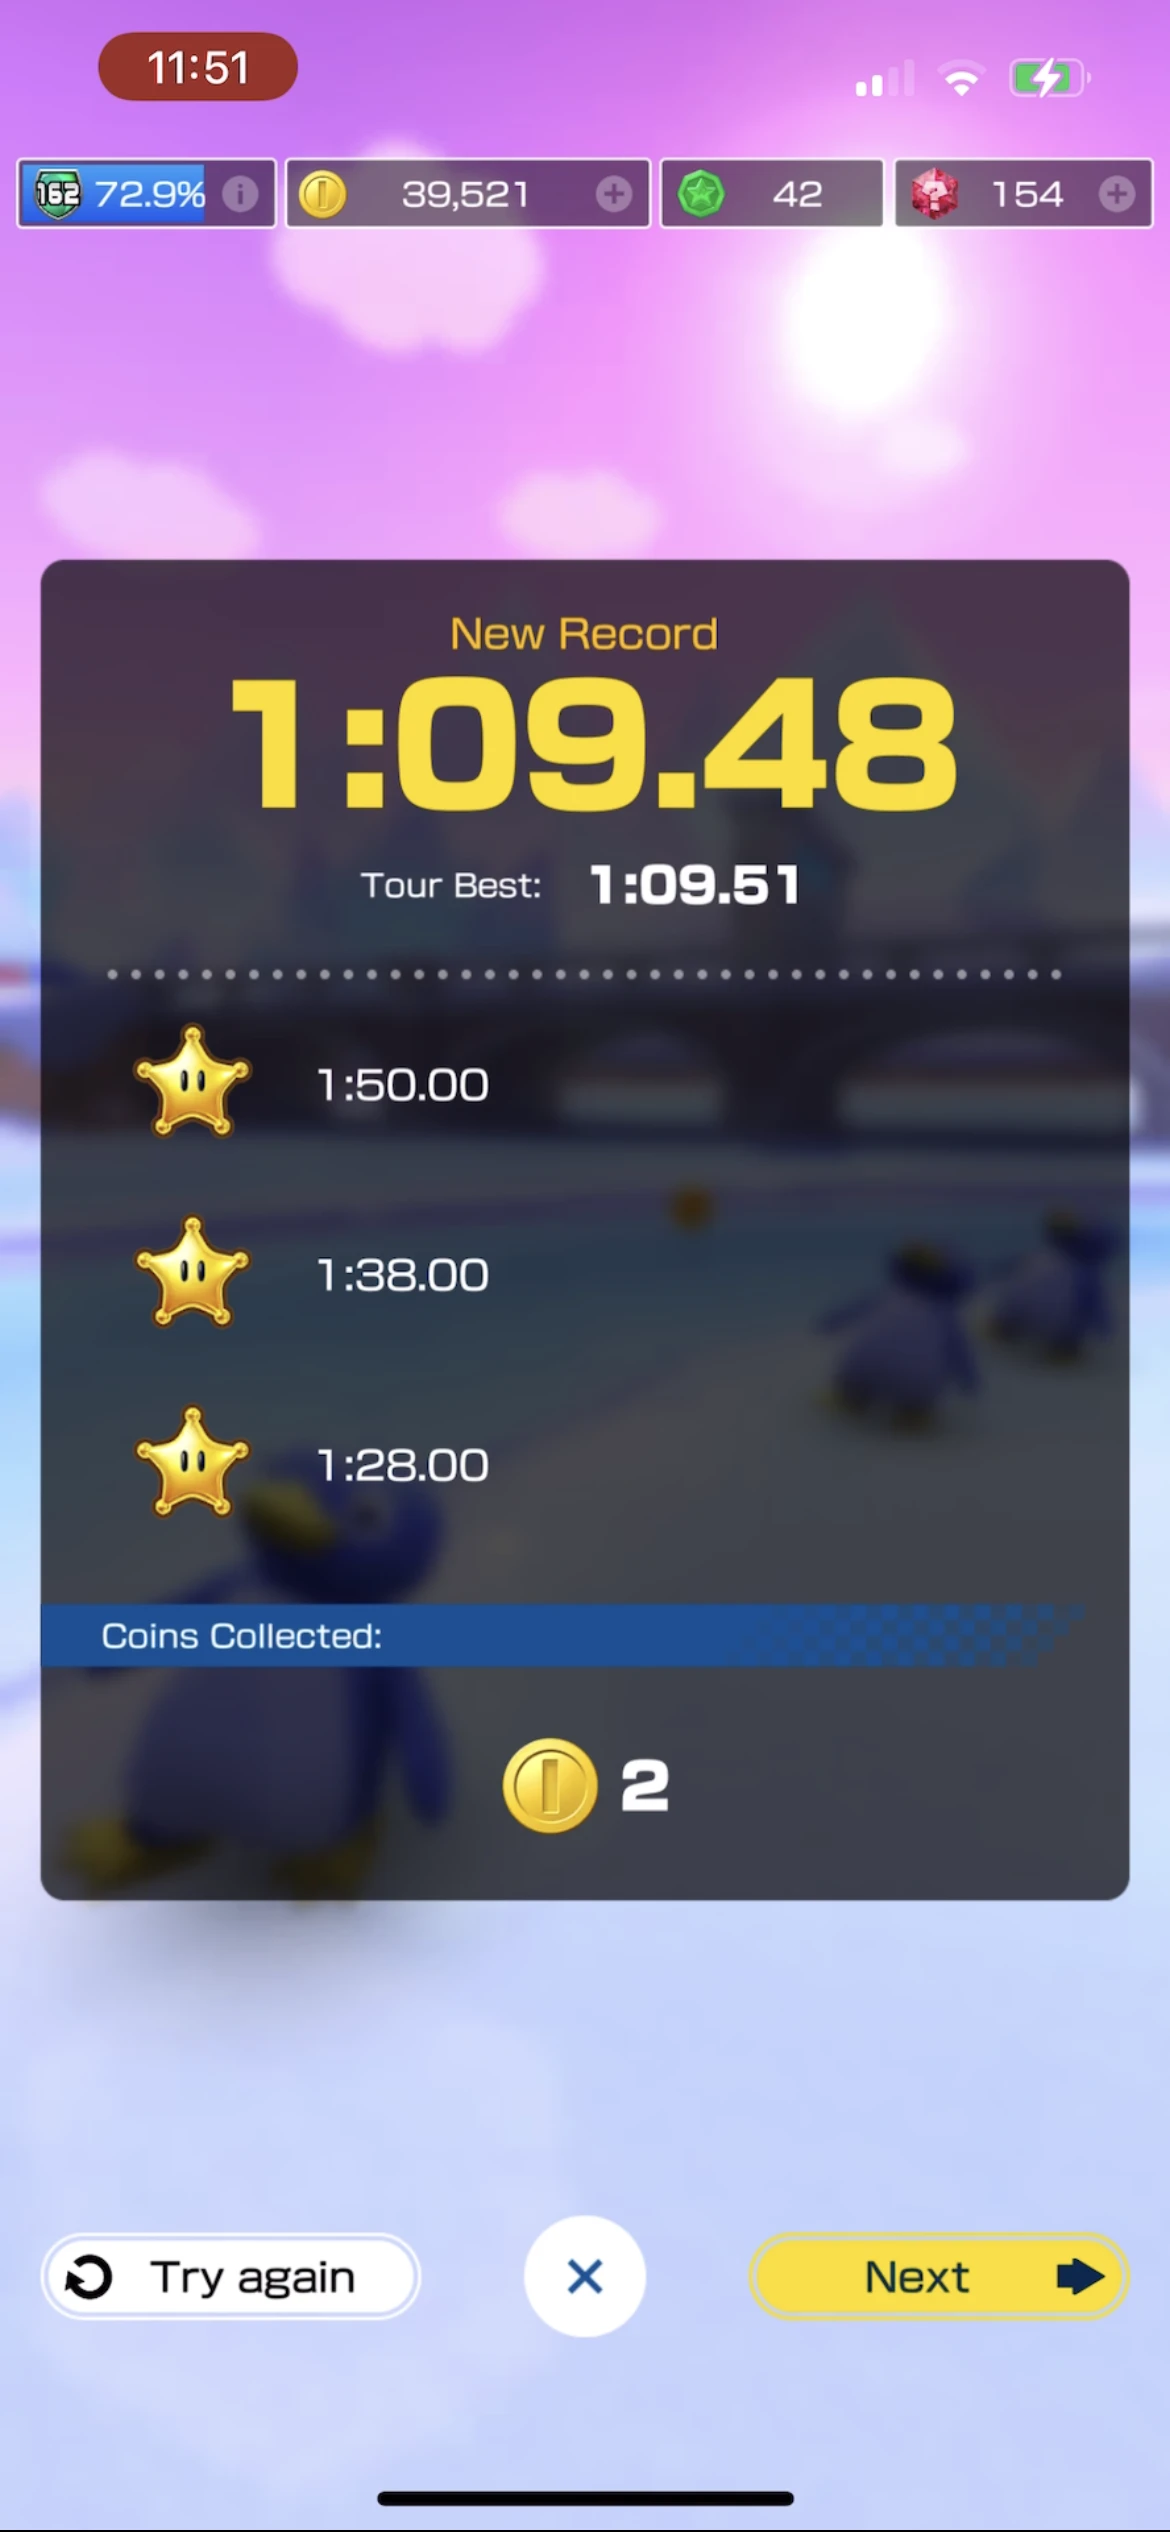 11:51
162 72.9% i 39,521 + 42 154 +
New Record
1:09.48
Tour Best: 1:09.51
1:50.00
1:38.00
1:28.00
Coins Collected:
2
Try again × Next